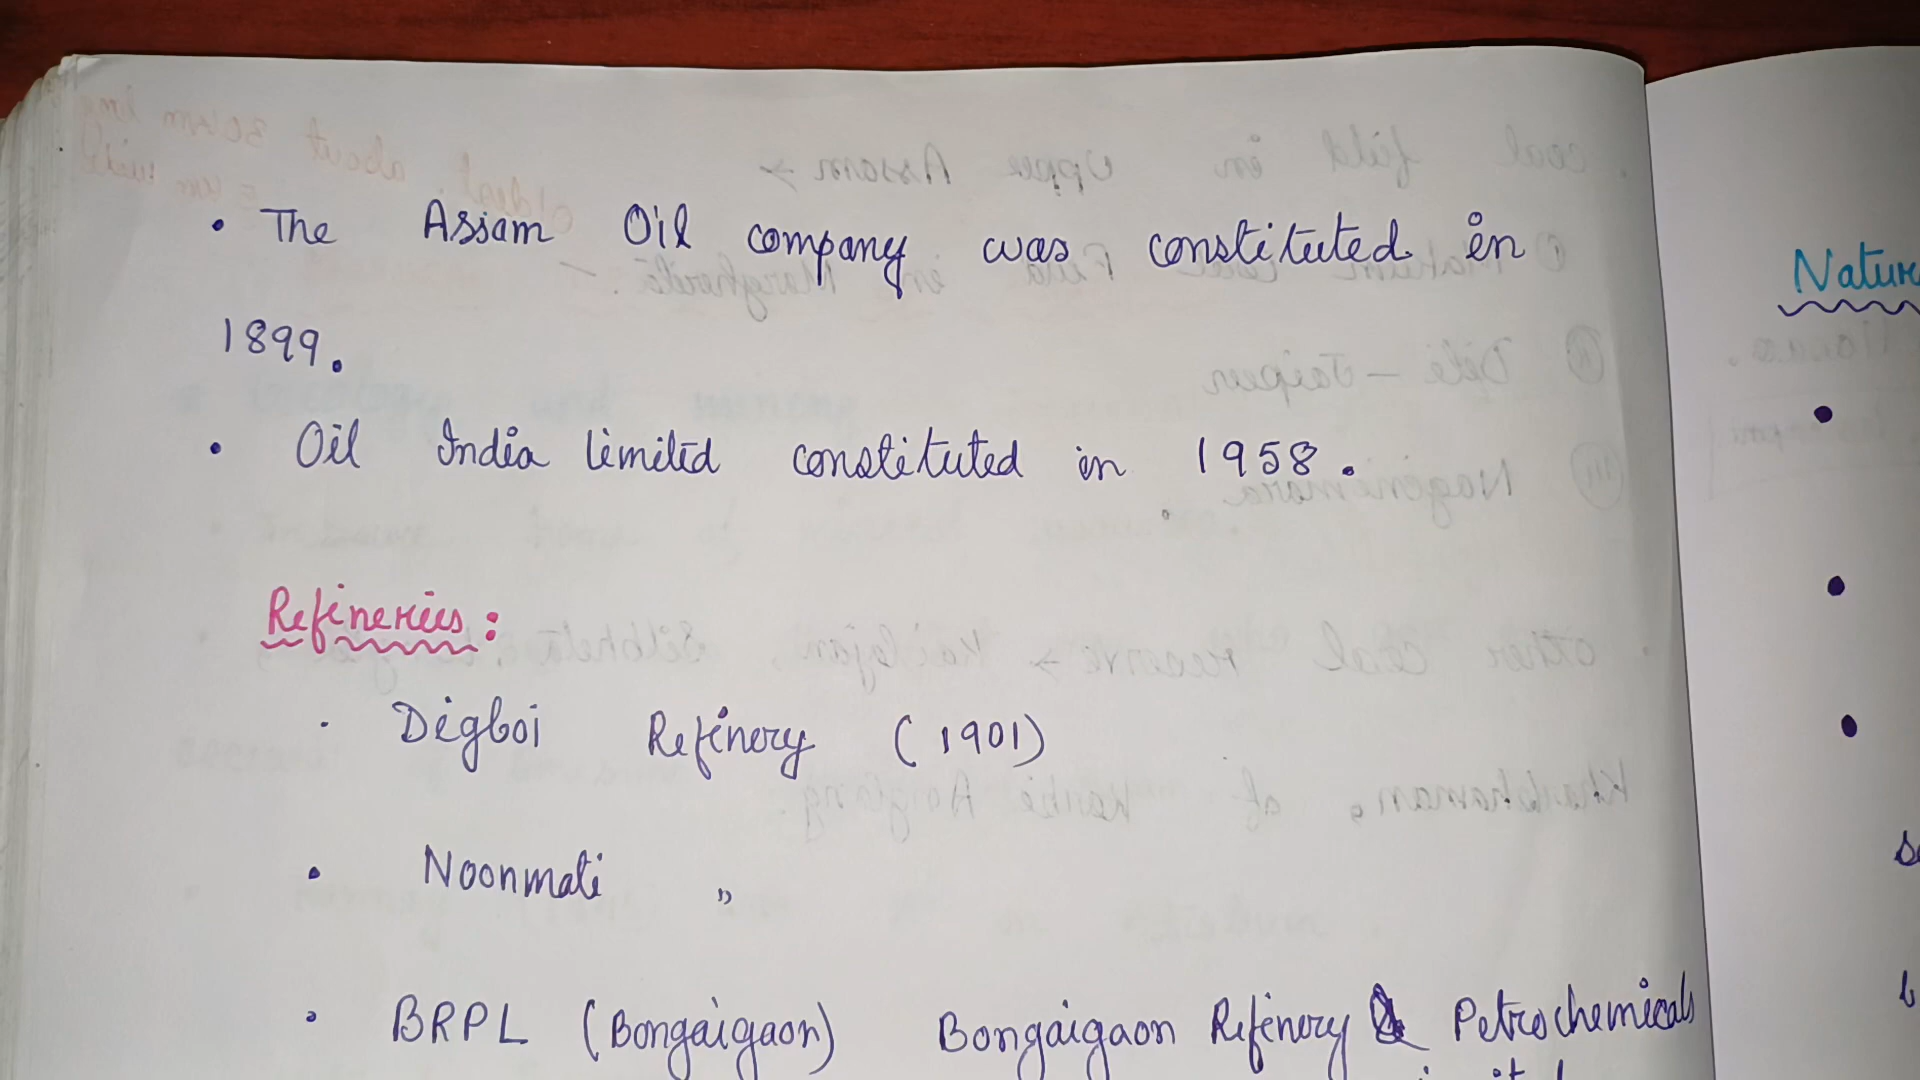 • The Assam Oil company was constituted in
1899.
• Oil India limited constituted in 1958.
Refineries:
• Digboi Refinery (1901)
• Noonmati "
• BRPL (Bongaigaon) Bongaigaon Refinery & Petrochemicals
Natur